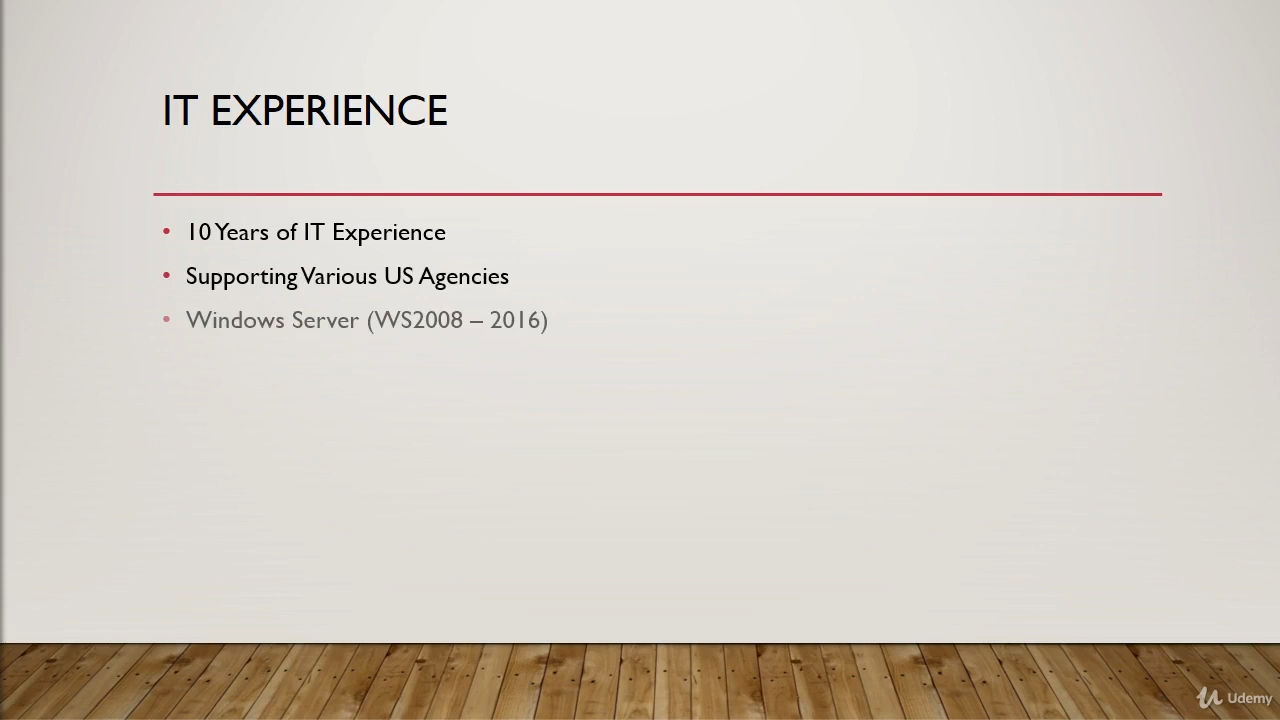 IT EXPERIENCE
• 10 Years of IT Experience
• Supporting Various US Agencies
• Windows Server (WS2008 – 2016)
Udemy